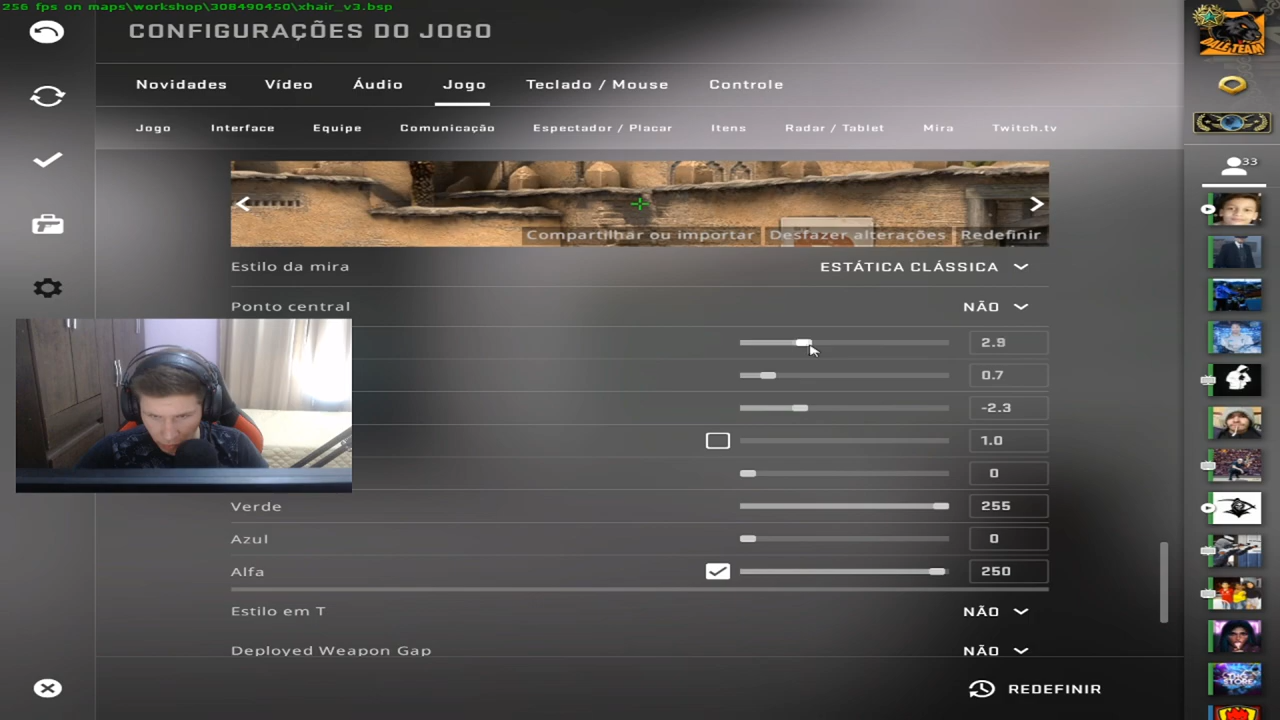 256 fps on maps\workshop\308490450\xhair_v3.bsp
CONFIGURAÇÕES DO JOGO
Novidades Vídeo Áudio Jogo Teclado / Mouse Controle
Jogo Interface Equipe Comunicação Espectador / Placar Itens Radar / Tablet Mira Twitch.tv
Compartilhar ou importar Desfazer alterações Redefinir
Estilo da mira ESTÁTICA CLÁSSICA
Ponto central NÃO
2.9
0.7
-2.3
1.0
0
Verde 255
Azul 0
Alfa 250
Estilo em T NÃO
Deployed Weapon Gap NÃO
REDEFINIR
DALE TEAM
33
STORE